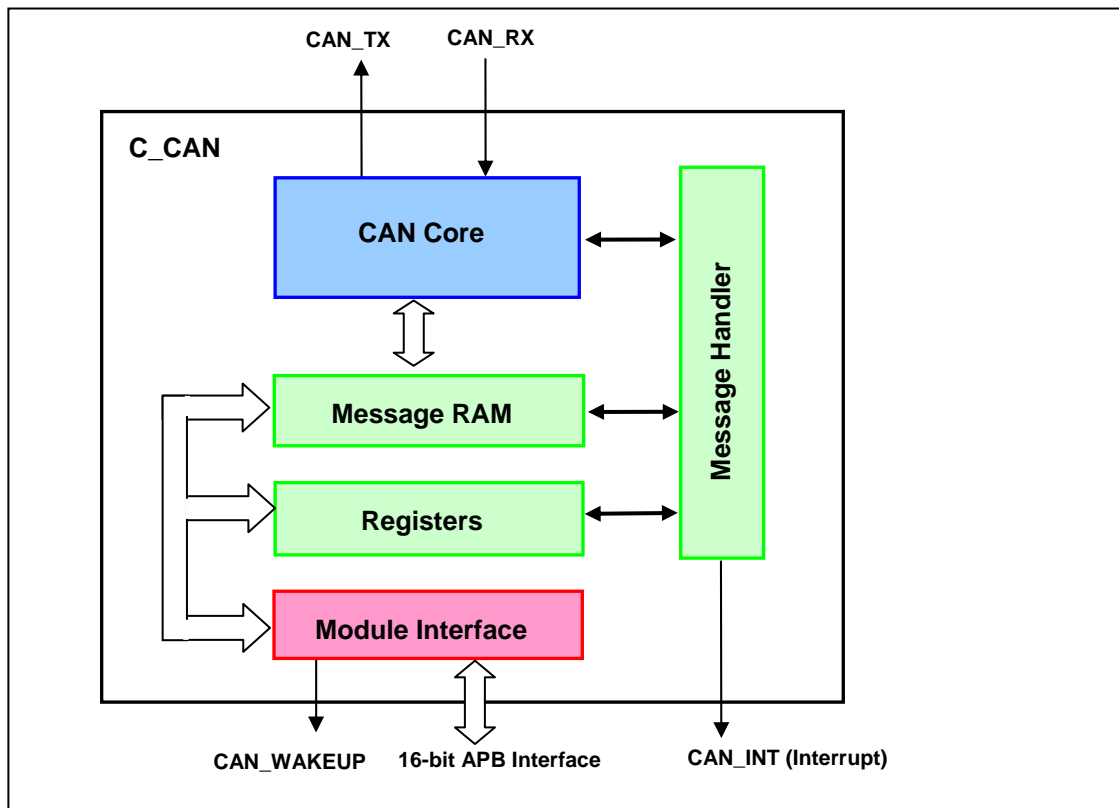 CAN_TX
CAN_RX
C_CAN
CAN Core
Message Handler
Message RAM
Registers
Module Interface
CAN_WAKEUP
16-bit APB Interface
CAN_INT (Interrupt)